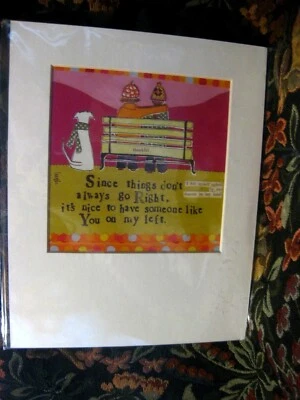 Since things don't
always go Right,
it's nice to have someone like
You on my left.